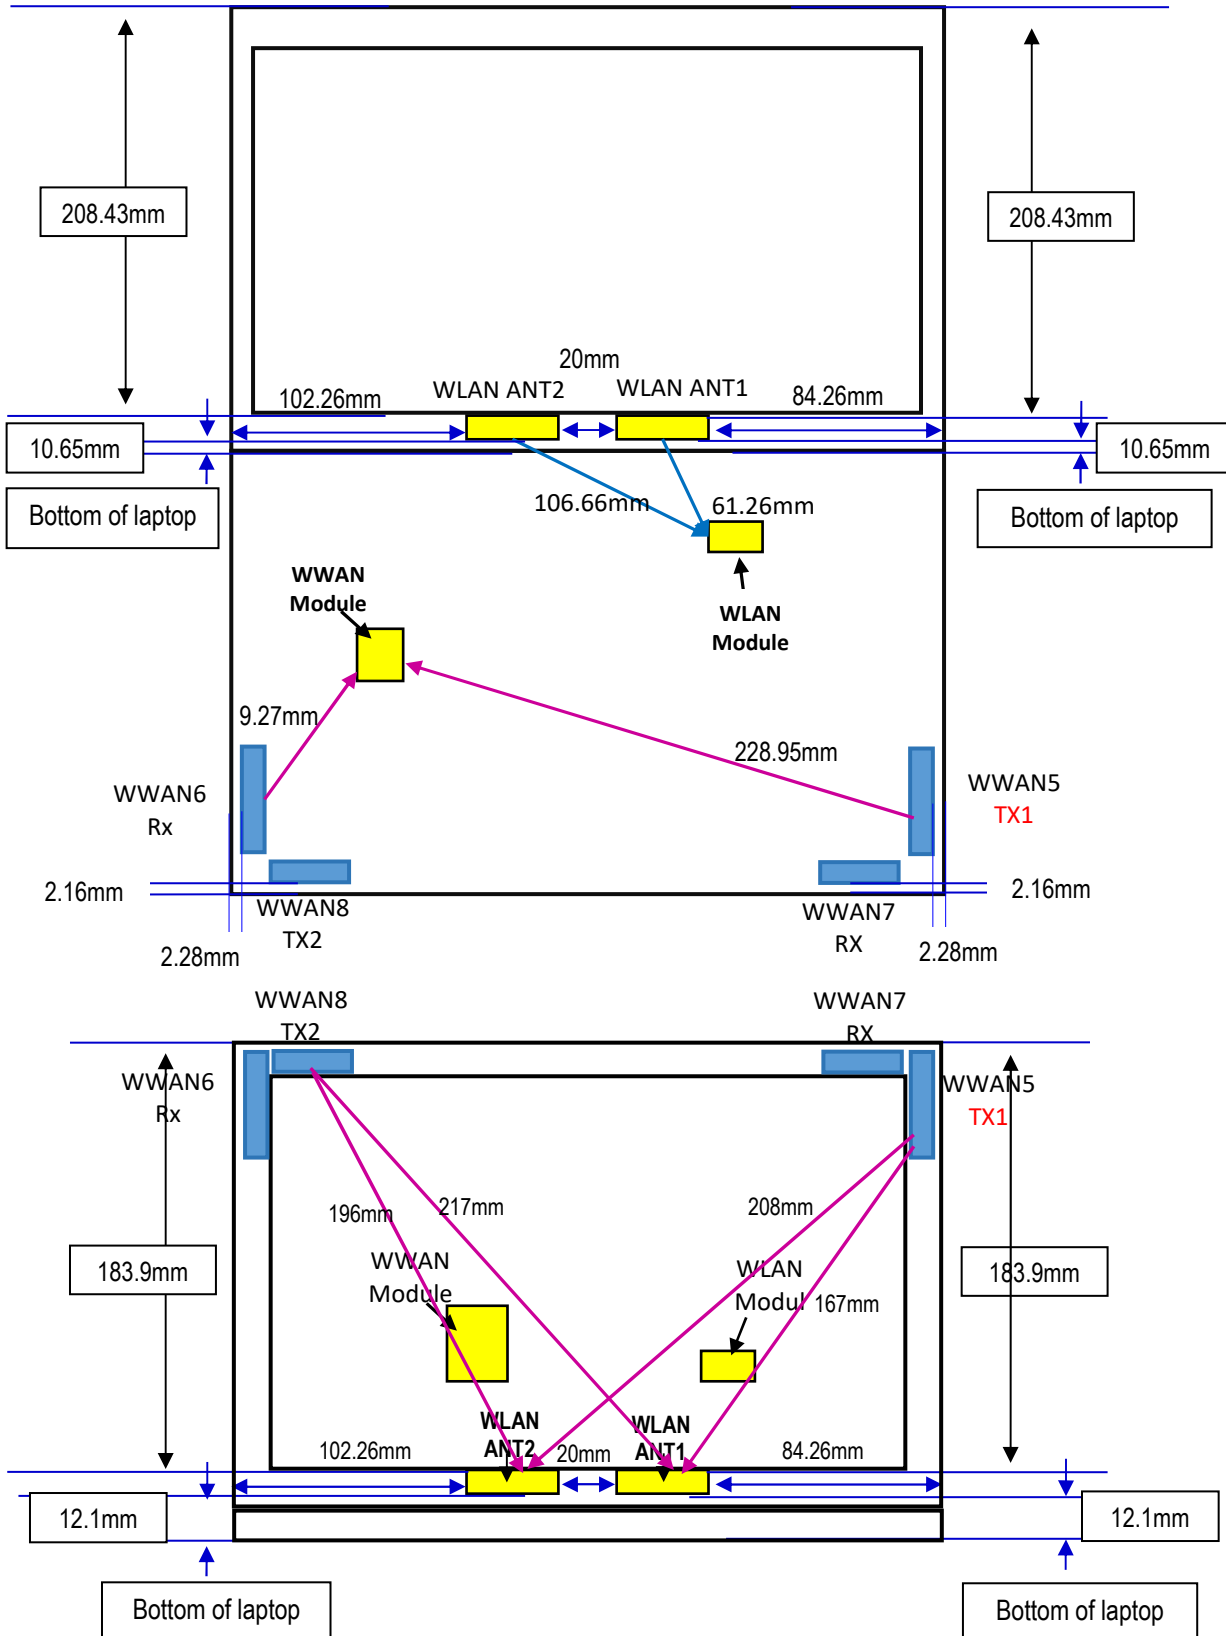 208.43mm
208.43mm
20mm
102.26mm
WLAN ANT2
WLAN ANT1
84.26mm
10.65mm
10.65mm
Bottom of laptop
106.66mm
61.26mm
Bottom of laptop
WWAN
Module
WLAN
Module
9.27mm
228.95mm
WWAN6
Rx
WWAN5
TX1
2.16mm
2.16mm
WWAN8
TX2
WWAN7
RX
2.28mm
2.28mm
WWAN8
TX2
WWAN7
RX
WWAN6
Rx
WWAN5
TX1
196mm
217mm
208mm
183.9mm
WWAN
Module
WLAN
Modul
167mm
183.9mm
WLAN
ANT2
WLAN
ANT1
102.26mm
20mm
84.26mm
12.1mm
12.1mm
Bottom of laptop
Bottom of laptop